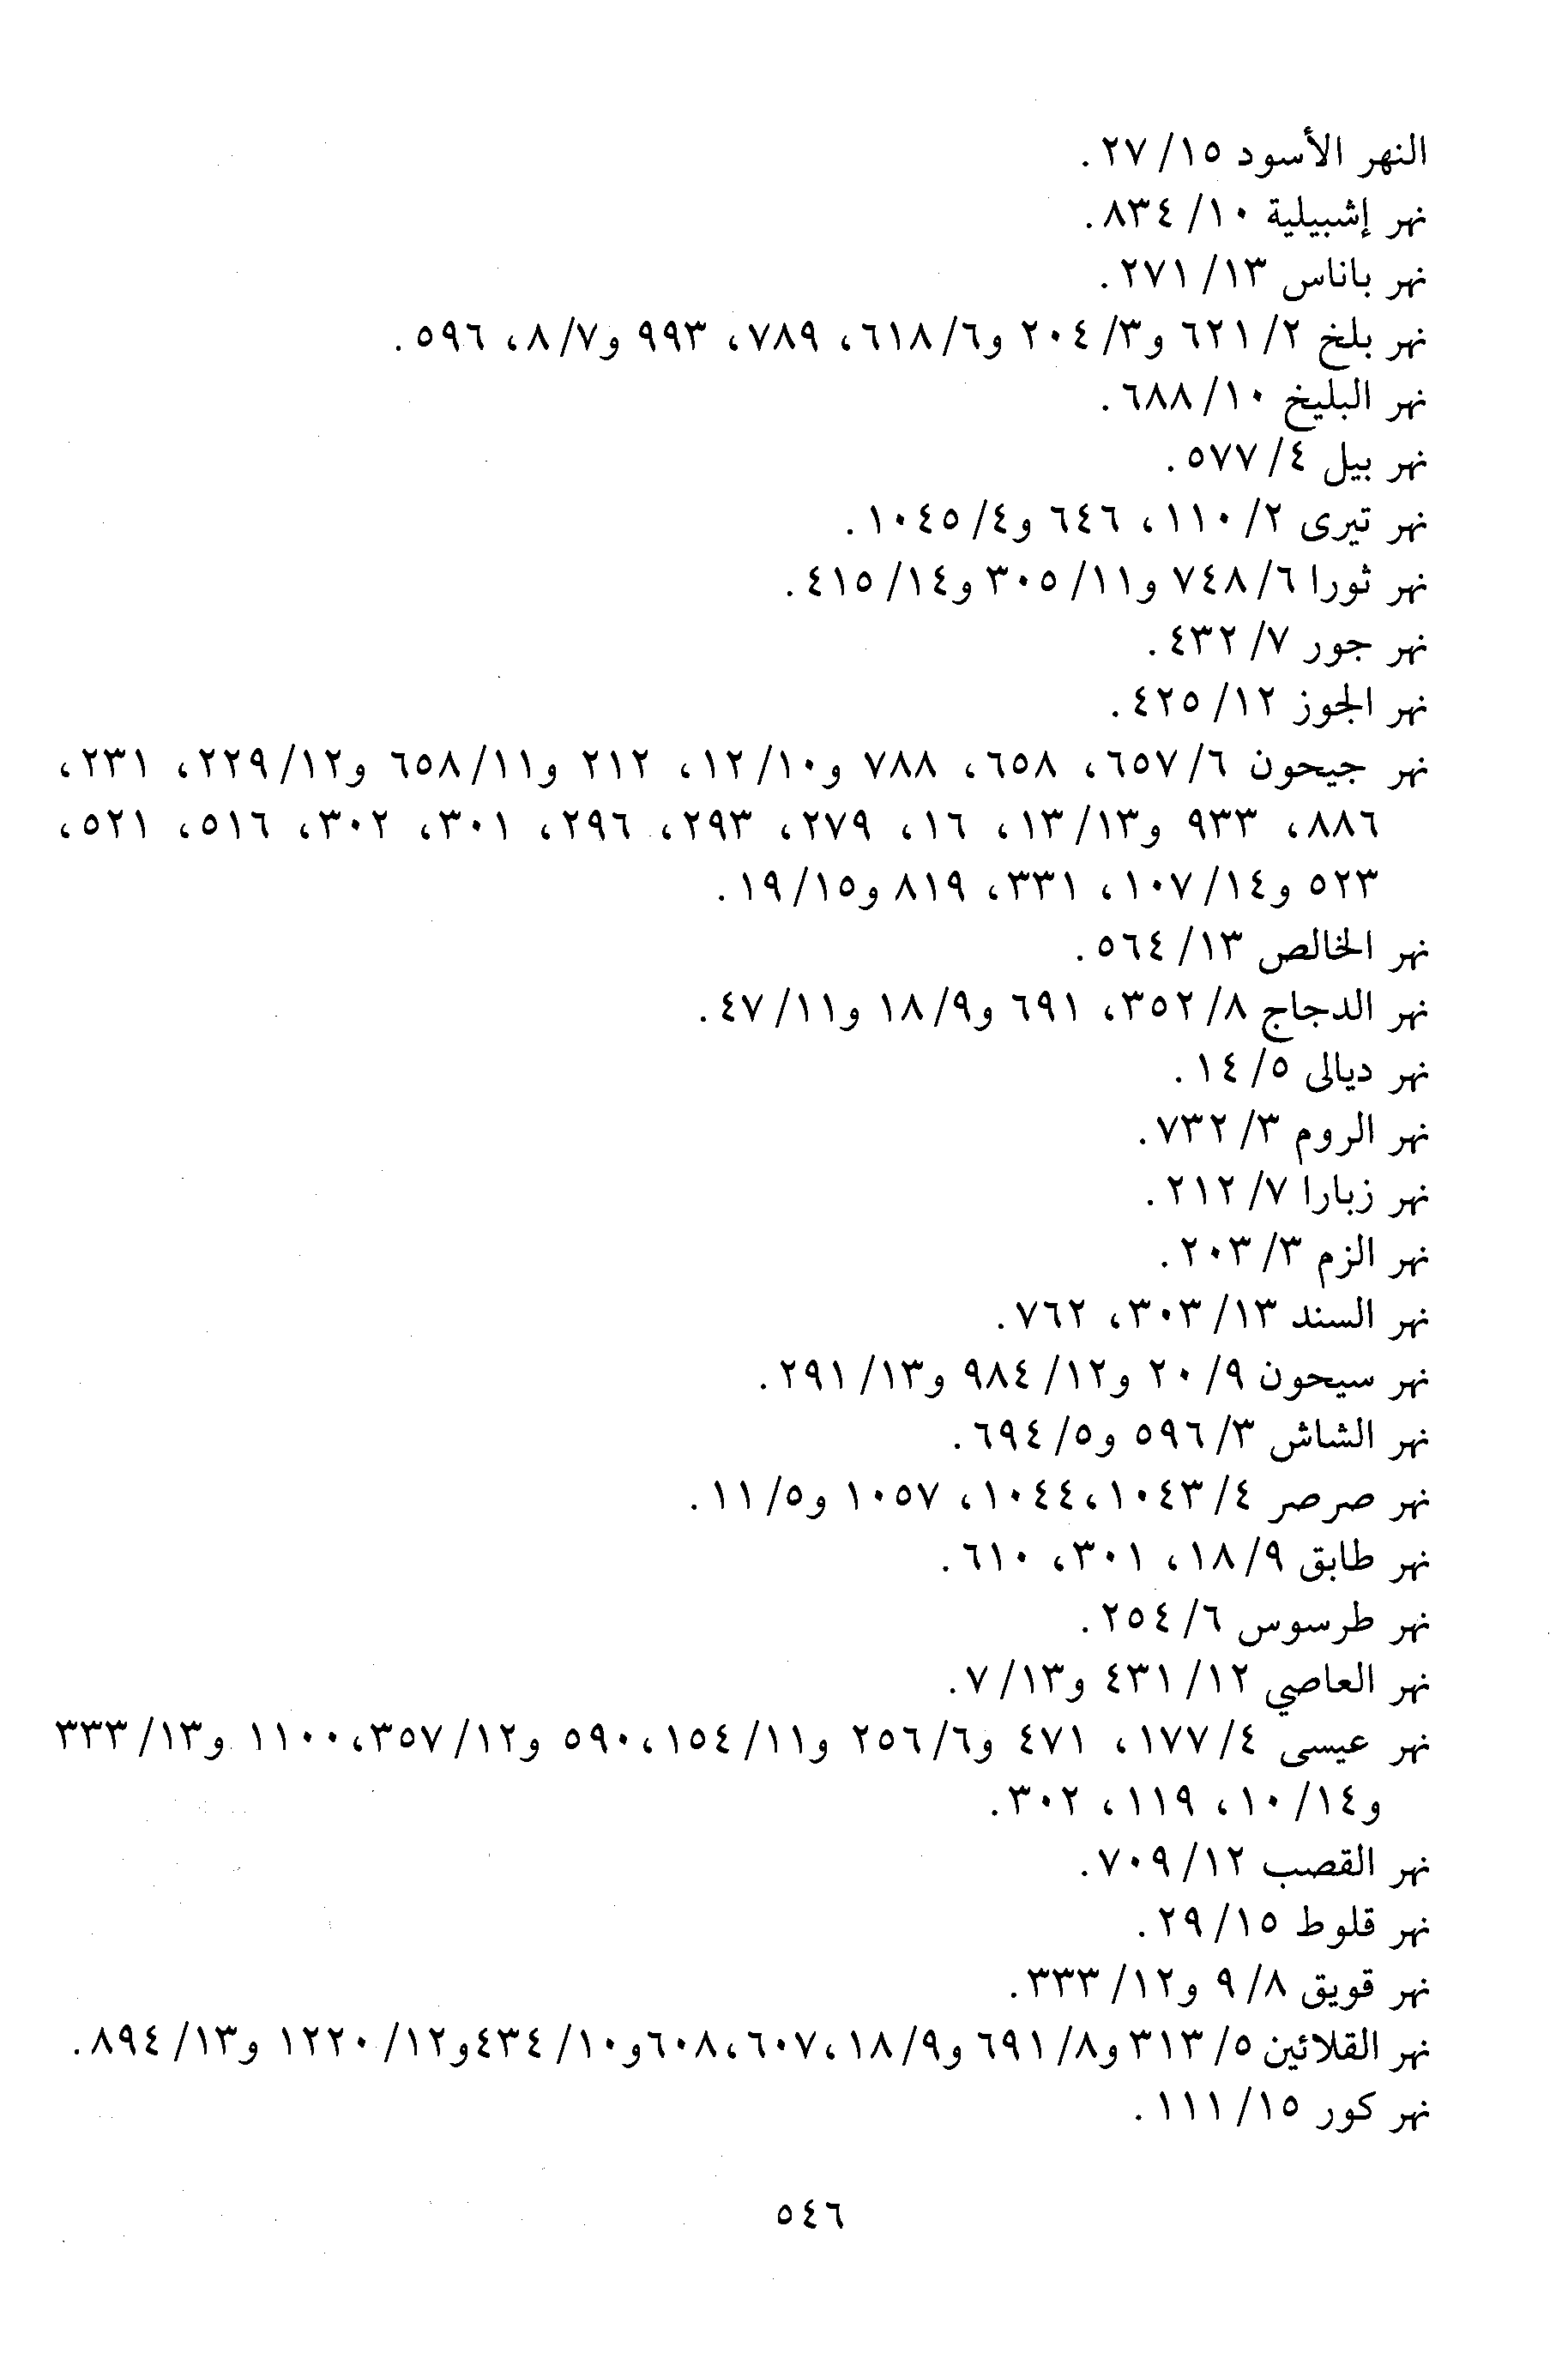 النهر الأسود ١٥/ ٢٧.
نهر إشبيلية ١٠/ ٨٣٤.
نهر باناس ١٣/ ٢٧١.
نهر بلخ ٢/ ٦٢١ و٣/ ٢٠٤ و٦/ ٦١٨، ٧٨٩، ٩٩٣ و٧/ ٨، ٥٩٦.
نهر البليخ ١٠/ ٦٨٨.
نهر بيل ٤/ ٥٧٧.
نهر تيرى ٢/ ١١٠، ٦٤٦ و٤/ ١٠٤٥.
نهر ثورا ٦/ ٧٤٨ و١١/ ٣٠٥ و١٤/ ٤١٥.
نهر جور ٧/ ٤٣٢.
نهر الجوز ١٢/ ٤٢٥.
نهر جيحون ٦/ ٦٥٧، ٦٥٨، ٧٨٨ و١٠/ ١٢، ٢١٢ و١١/ ٦٥٨ و١٢/ ٢٢٩، ٢٣١،
٨٨٦، ٩٣٣ و١٣/ ١٣، ١٦، ٢٧٩، ٢٩٣، ٢٩٦، ٣٠١، ٣٠٢، ٥١٦، ٥٢١،
٥٢٣ و١٤/ ١٠٧، ٣٣١، ٨١٩ و١٥/ ١٩.
نهر الخالص ١٣/ ٥٦٤.
نهر الدجاج ٨/ ٣٥٢، ٦٩١ و٩/ ١٨ و١١/ ٤٧.
نهر ديالى ٥/ ١٤.
نهر الروم ٣/ ٧٣٢.
نهر زبارا ٧/ ٢١٢.
نهر الزم ٣/ ٢٠٣.
نهر السند ١٣/ ٣٠٣، ٧٦٢.
نهر سيحون ٩/ ٢٠ و١٢/ ٩٨٤ و١٣/ ٢٩١.
نهر الشاش ٣/ ٥٩٦ و٥/ ٦٩٤.
نهر صرصر ٤/ ١٠٤٣، ١٠٤٤، ١٠٥٧ و٥/ ١١.
نهر طابق ٩/ ١٨، ٣٠١، ٦١٠.
نهر طرسوس ٦/ ٢٥٤.
نهر العاصي ١٢/ ٤٣١ و١٣/ ٧.
نهر عيسى ٤/ ١٧٧، ٤٧١ و٦/ ٢٥٦ و١١/ ١٥٤، ٥٩٠ و١٢/ ٣٥٧، ١١٠٠ و١٣/ ٣٣٣
و١٤/ ١٠، ١١٩، ٣٠٢.
نهر القصب ١٢/ ٧٠٩.
نهر قلوط ١٥/ ٢٩.
نهر قويق ٨/ ٩ و١٢/ ٣٣٣.
نهر القلائين ٥/ ٣١٣ و٨/ ٦٩١ و٩/ ١٨، ٦٠٧، ٦٠٨ و١٠/ ٤٣٤ و١٢/ ١٢٢٠ و١٣/ ٨٩٤.
نهر كور ١٥/ ١١١.
٥٤٦